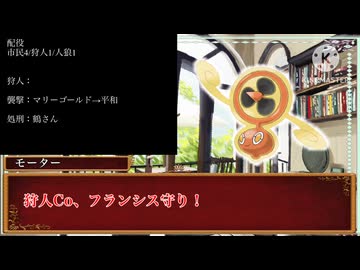 配役
市民4/狩人1/人狼1
狩人：
襲撃：マリーゴールド→平和
処刑：鶴さん
KINEMASTER
モーター
狩人Co、フランシス守り！